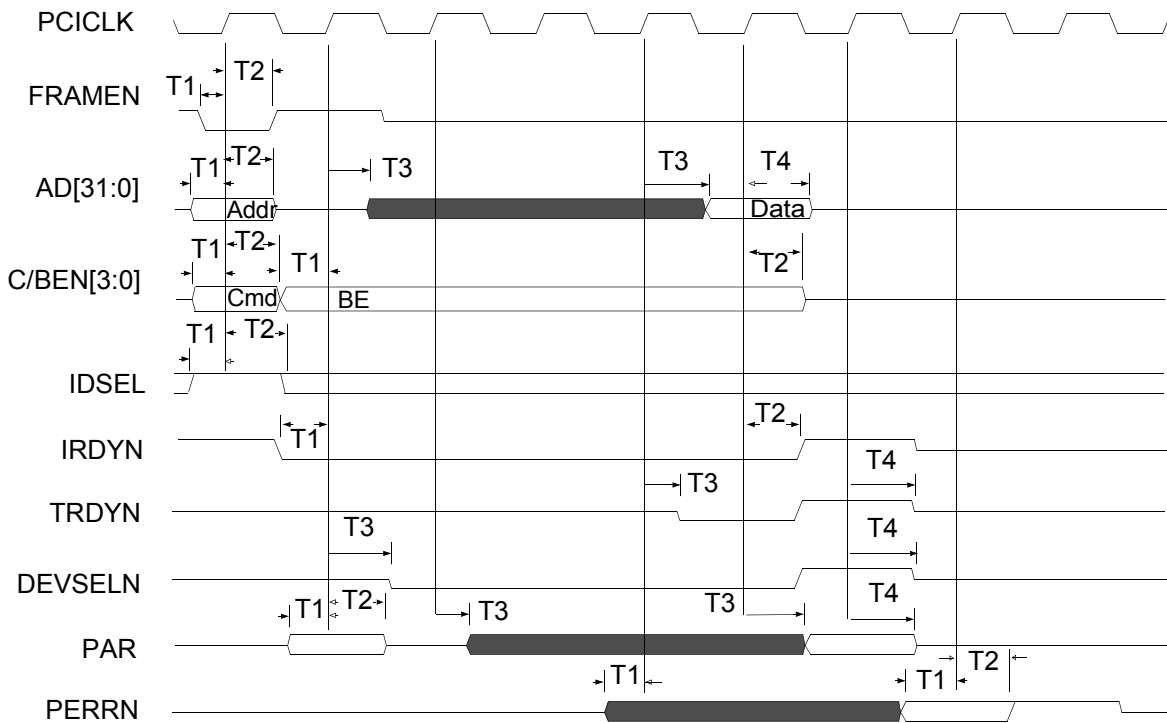 PCICLK
T1 T2
FRAMEN
T1 T2 T3 T3 T4
AD[31:0]
Addr Data
T1 T2 T1 T2
C/BEN[3:0]
Cmd BE
T1 T2
IDSEL
T1 T2
IRDYN
T3 T4
TRDYN
T3 T4
DEVSELN
T1 T2 T3 T3 T4
PAR
T1 T1 T2
PERRN